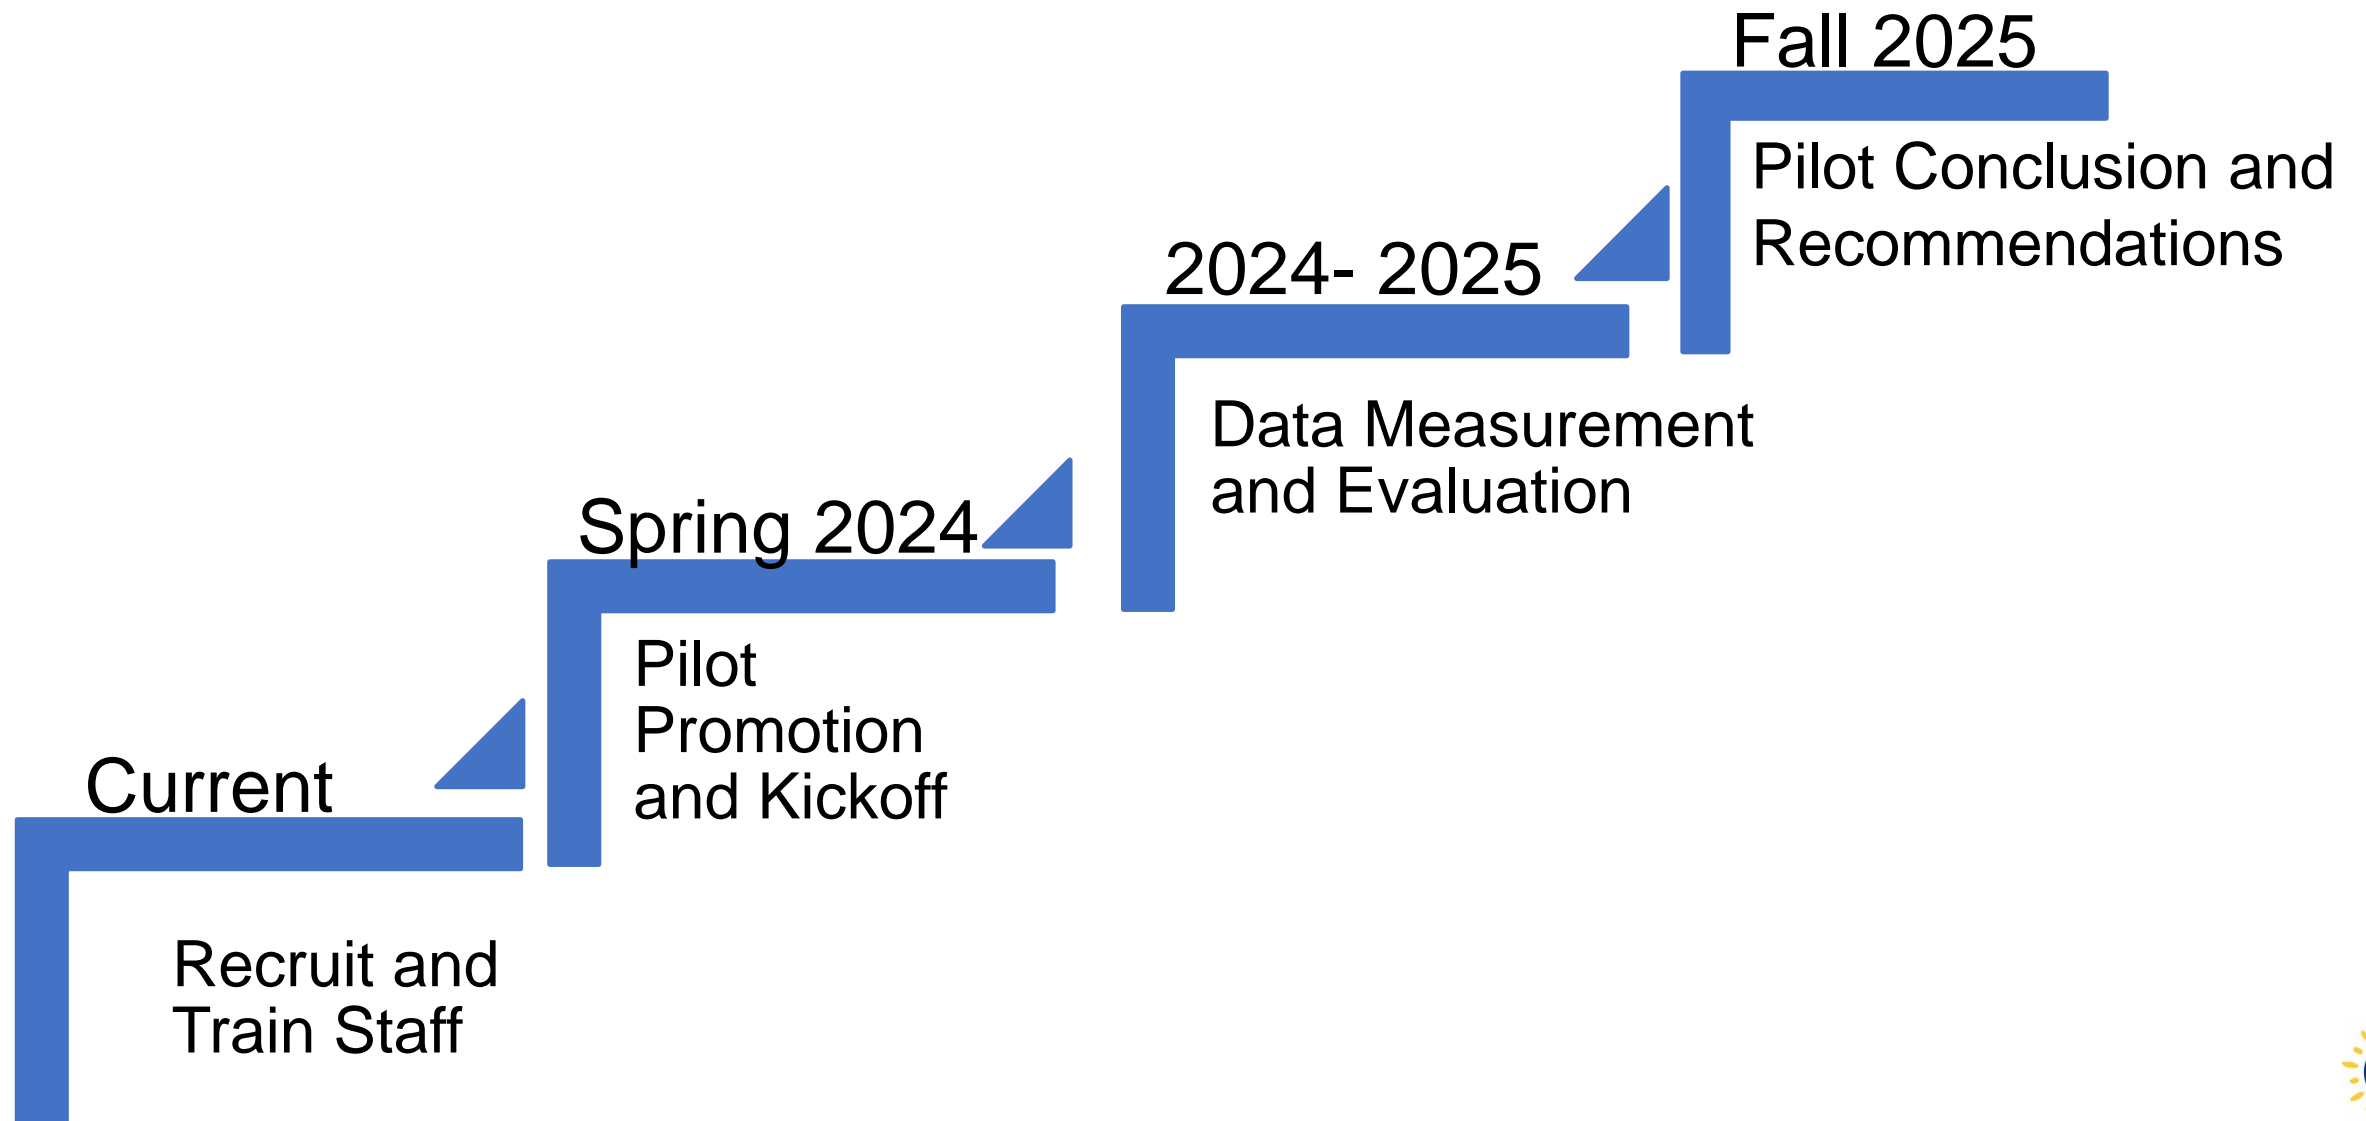 Current
Recruit and
Train Staff
Spring 2024
Pilot
Promotion
and Kickoff
2024- 2025
Data Measurement
and Evaluation
Fall 2025
Pilot Conclusion and
Recommendations